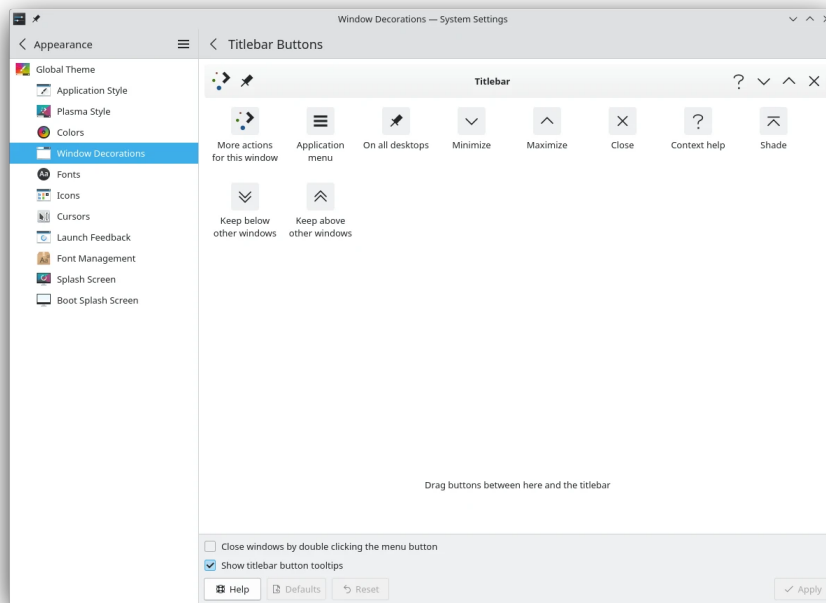 Window Decorations — System Settings
Appearance
Titlebar Buttons
Global Theme
Application Style
Plasma Style
Colors
Window Decorations
Fonts
Icons
Cursors
Launch Feedback
Font Management
Splash Screen
Boot Splash Screen
Titlebar
More actions
for this window
Application
menu
On all desktops
Minimize
Maximize
Close
Context help
Shade
Keep below
other windows
Keep above
other windows
Drag buttons between here and the titlebar
Close windows by double clicking the menu button
Show titlebar button tooltips
Help
Defaults
Reset
Apply